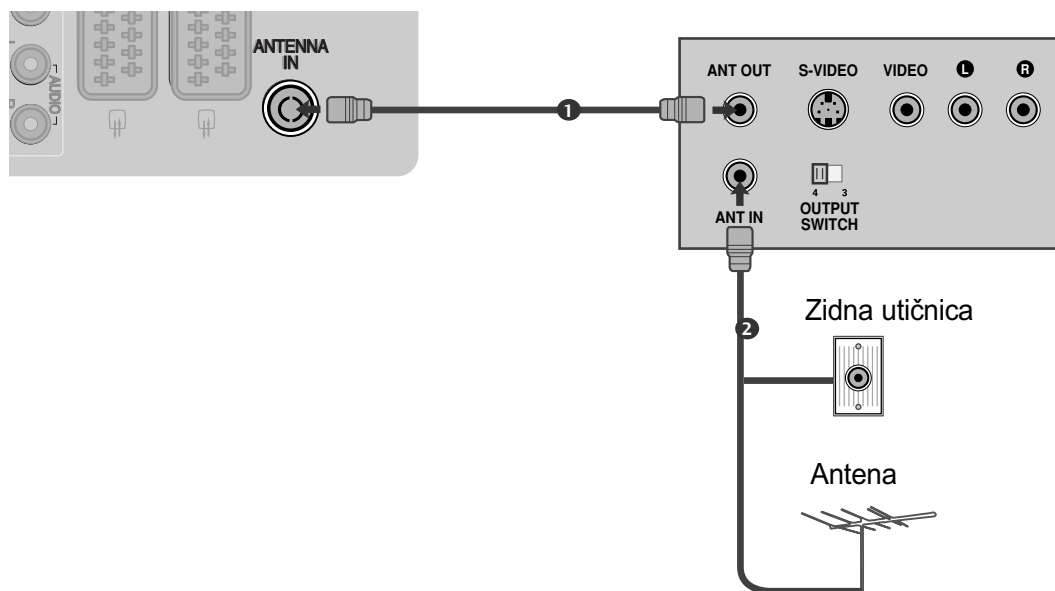 ANTENNA
IN
AUDIO
R
1
ANT OUT
S-VIDEO
VIDEO
L
R
ANT IN
4 3
OUTPUT
SWITCH
2
Zidna utičnica
Antena